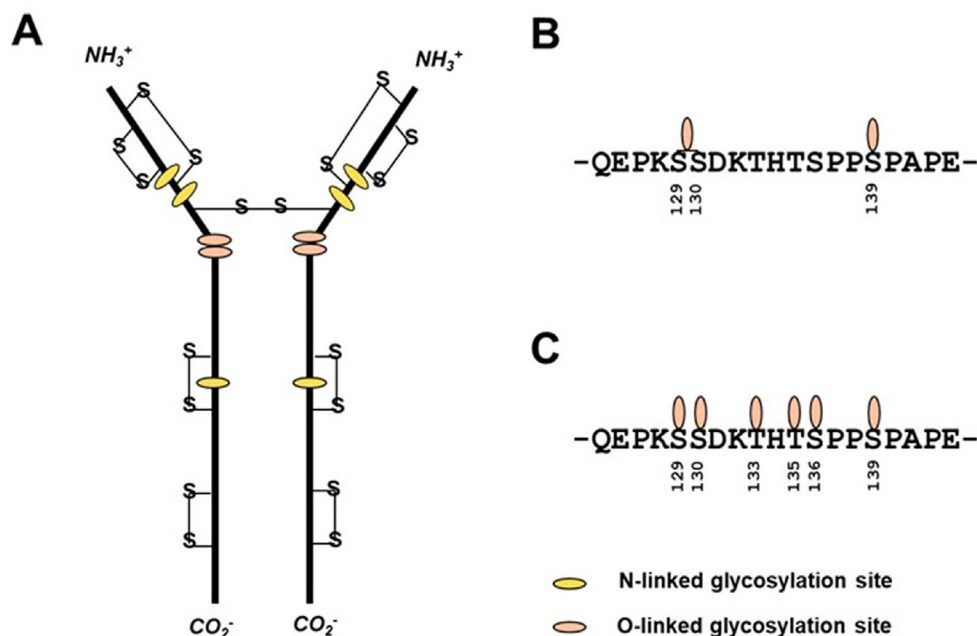 A
NH₃⁺
NH₃⁺
S
S
S
S
S
S
S
S
S S
S
S
S
S
S
S
S
S
CO₂⁻
CO₂⁻
B
-QEPKSSDKTHTSPPSPAPE-
129
130
139
C
-QEPKSSDKTHTSPPSPAPE-
129
130
133
135
136
139
N-linked glycosylation site
O-linked glycosylation site